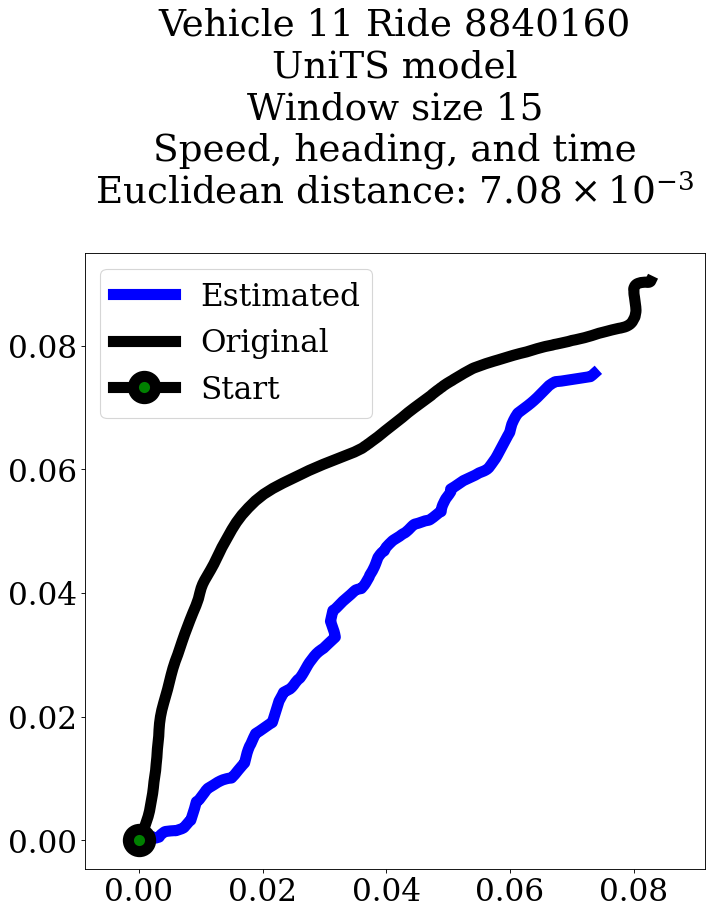 Vehicle 11 Ride 8840160
UniTS model
Window size 15
Speed, heading, and time
Euclidean distance: 7.08 × 10⁻³
Estimated
Original
Start
0.08
0.06
0.04
0.02
0.00
0.00 0.02 0.04 0.06 0.08